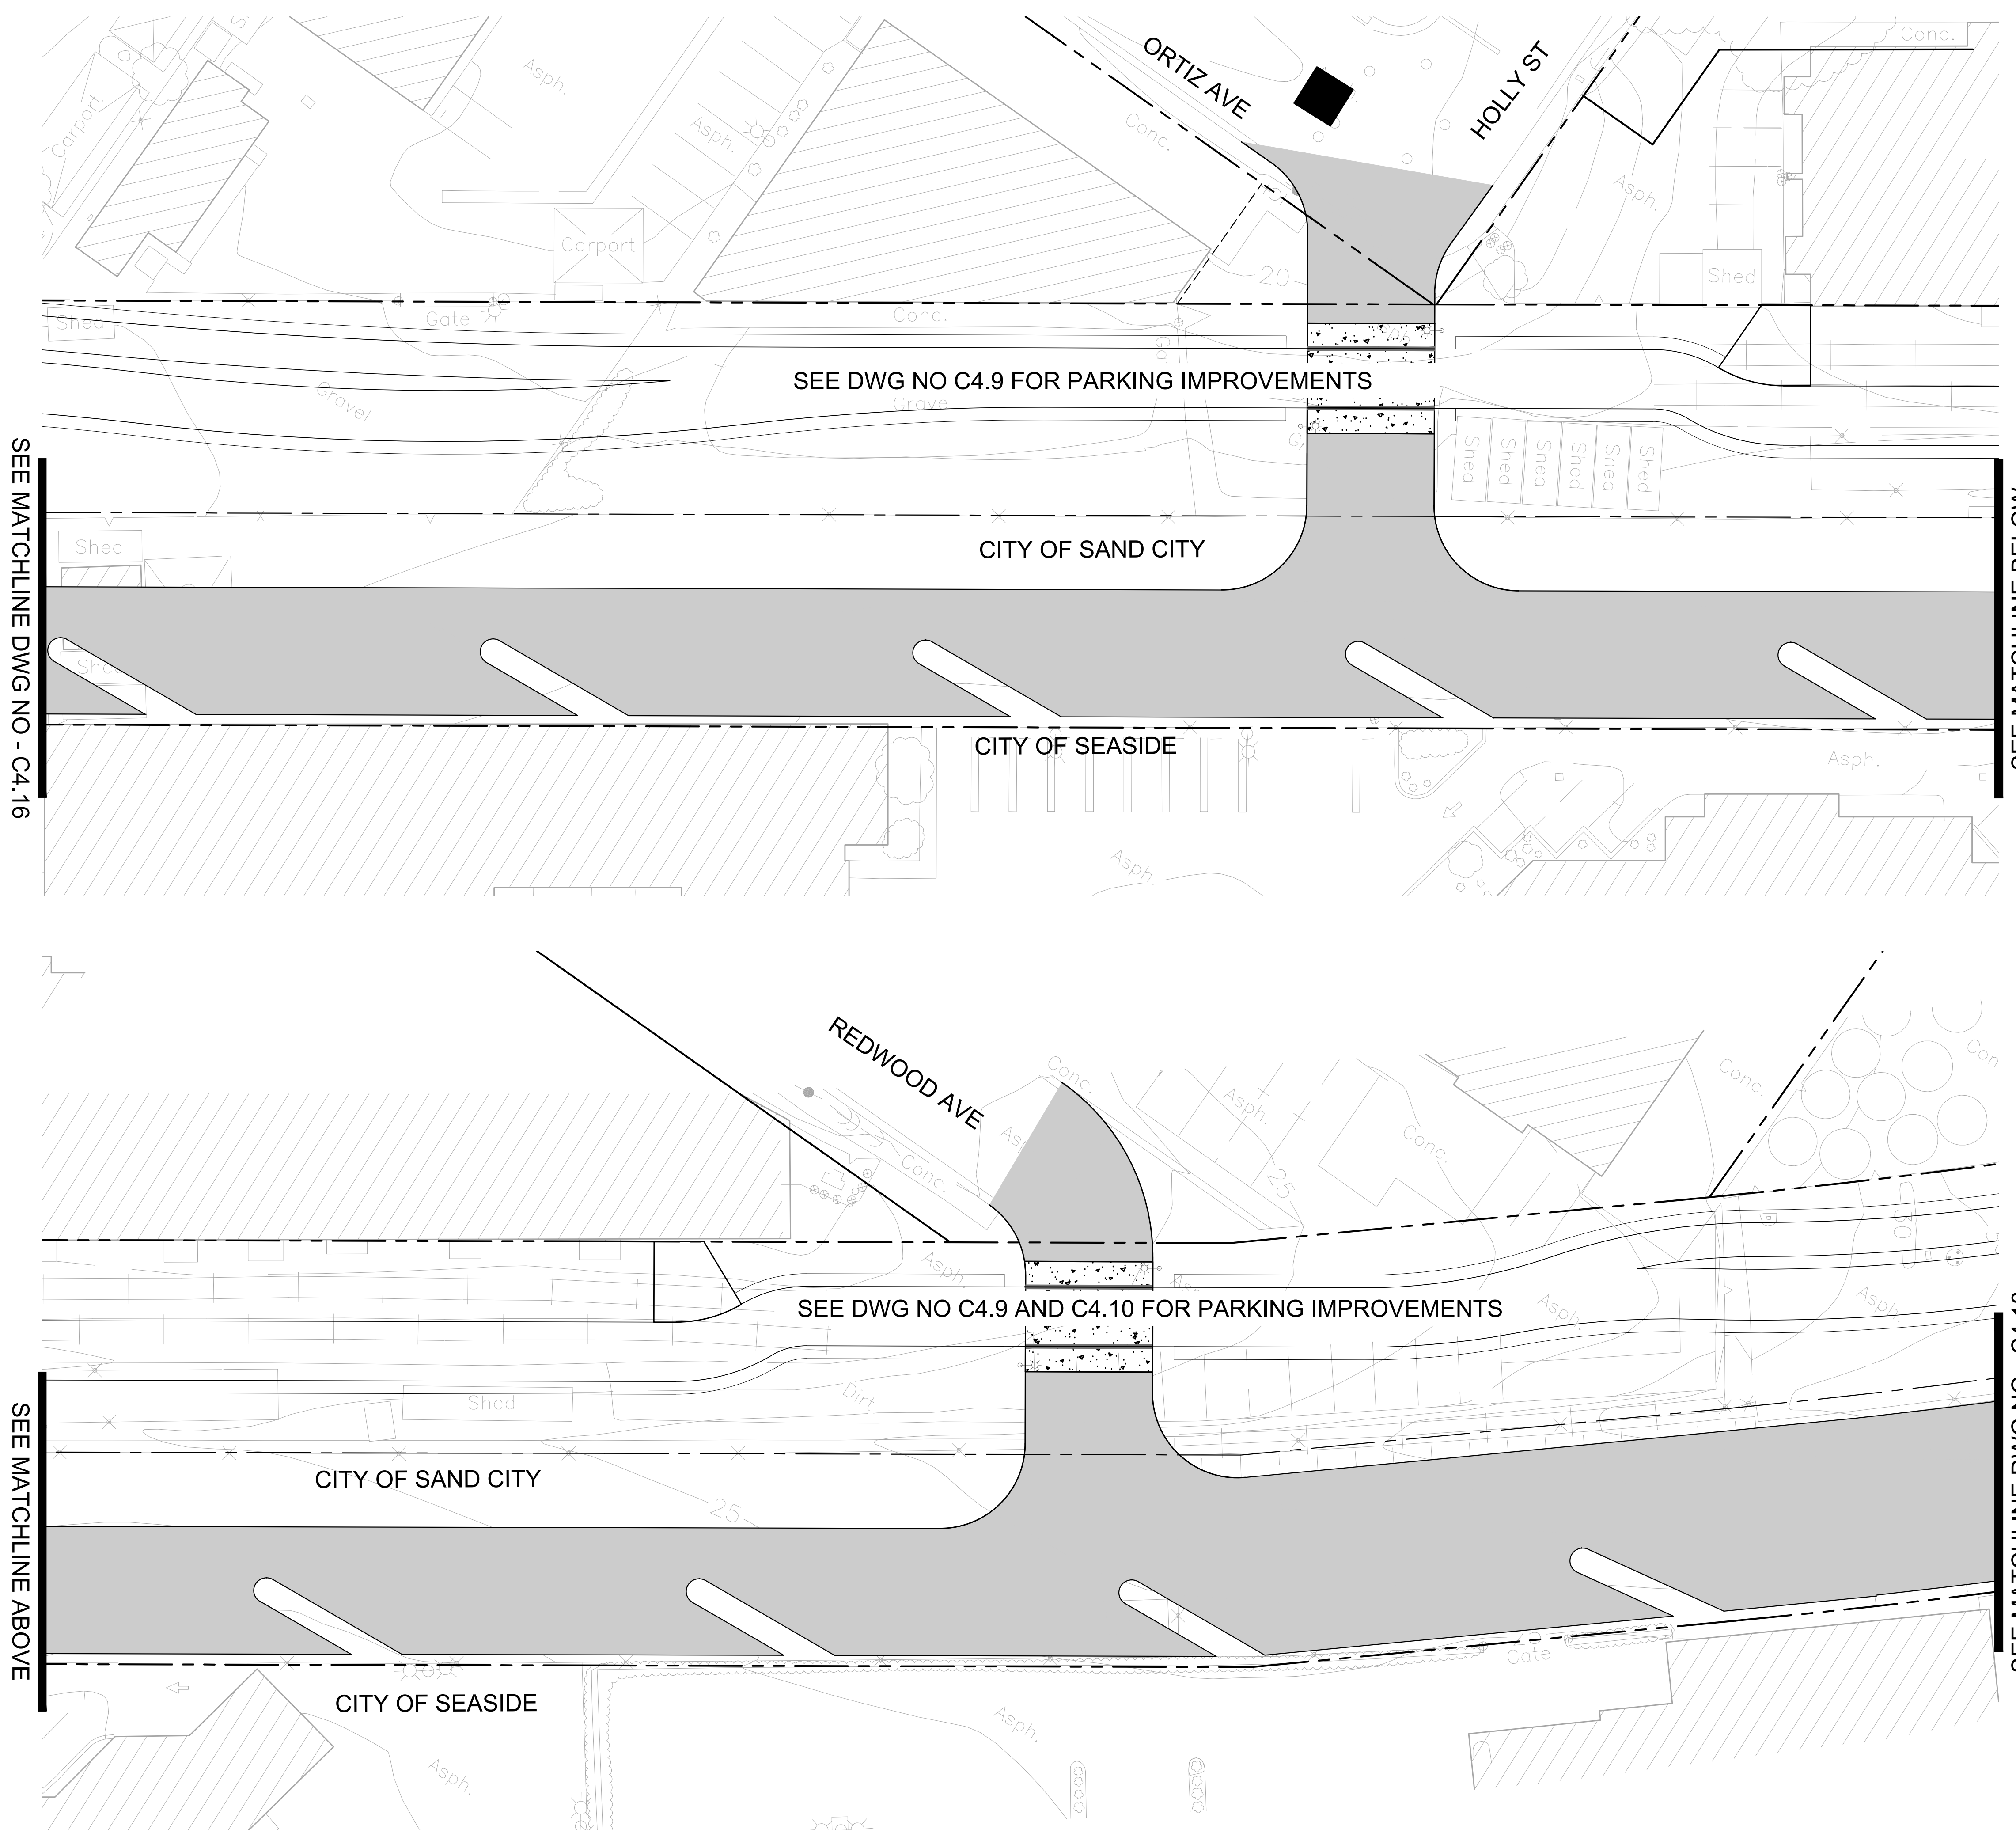 Conc.
ORTIZ AVE
HOLLY ST
Asph.
Carport
Asph.
Conc.
Asph.
Carport
20
Shed
Shed
Gate
Conc.
SEE DWG NO C4.9 FOR PARKING IMPROVEMENTS
Gravel
Gravel
Shed
Shed
Shed
Shed
Shed
Shed
SEE MATCHLINE DWG NO - C4.16
Shed
CITY OF SAND CITY
CITY OF SEASIDE
Asph.
Asph.
REDWOOD AVE
Conc.
Asph.
Conc.
Conc.
Conc.
25
Asph.
SEE DWG NO C4.9 AND C4.10 FOR PARKING IMPROVEMENTS
Asph.
Asph.
Dirt
Shed
SEE MATCHLINE ABOVE
CITY OF SAND CITY
25
Gate
CITY OF SEASIDE
Asph.
Asph.